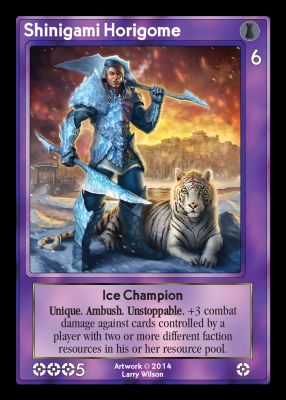 Shinigami Horigome
6
Ice Champion
Unique. Ambush. Unstoppable. +3 combat
damage against cards controlled by a
player with two or more different faction
resources in his or her resource pool.
5
Artwork © 2014
Larry Wilson